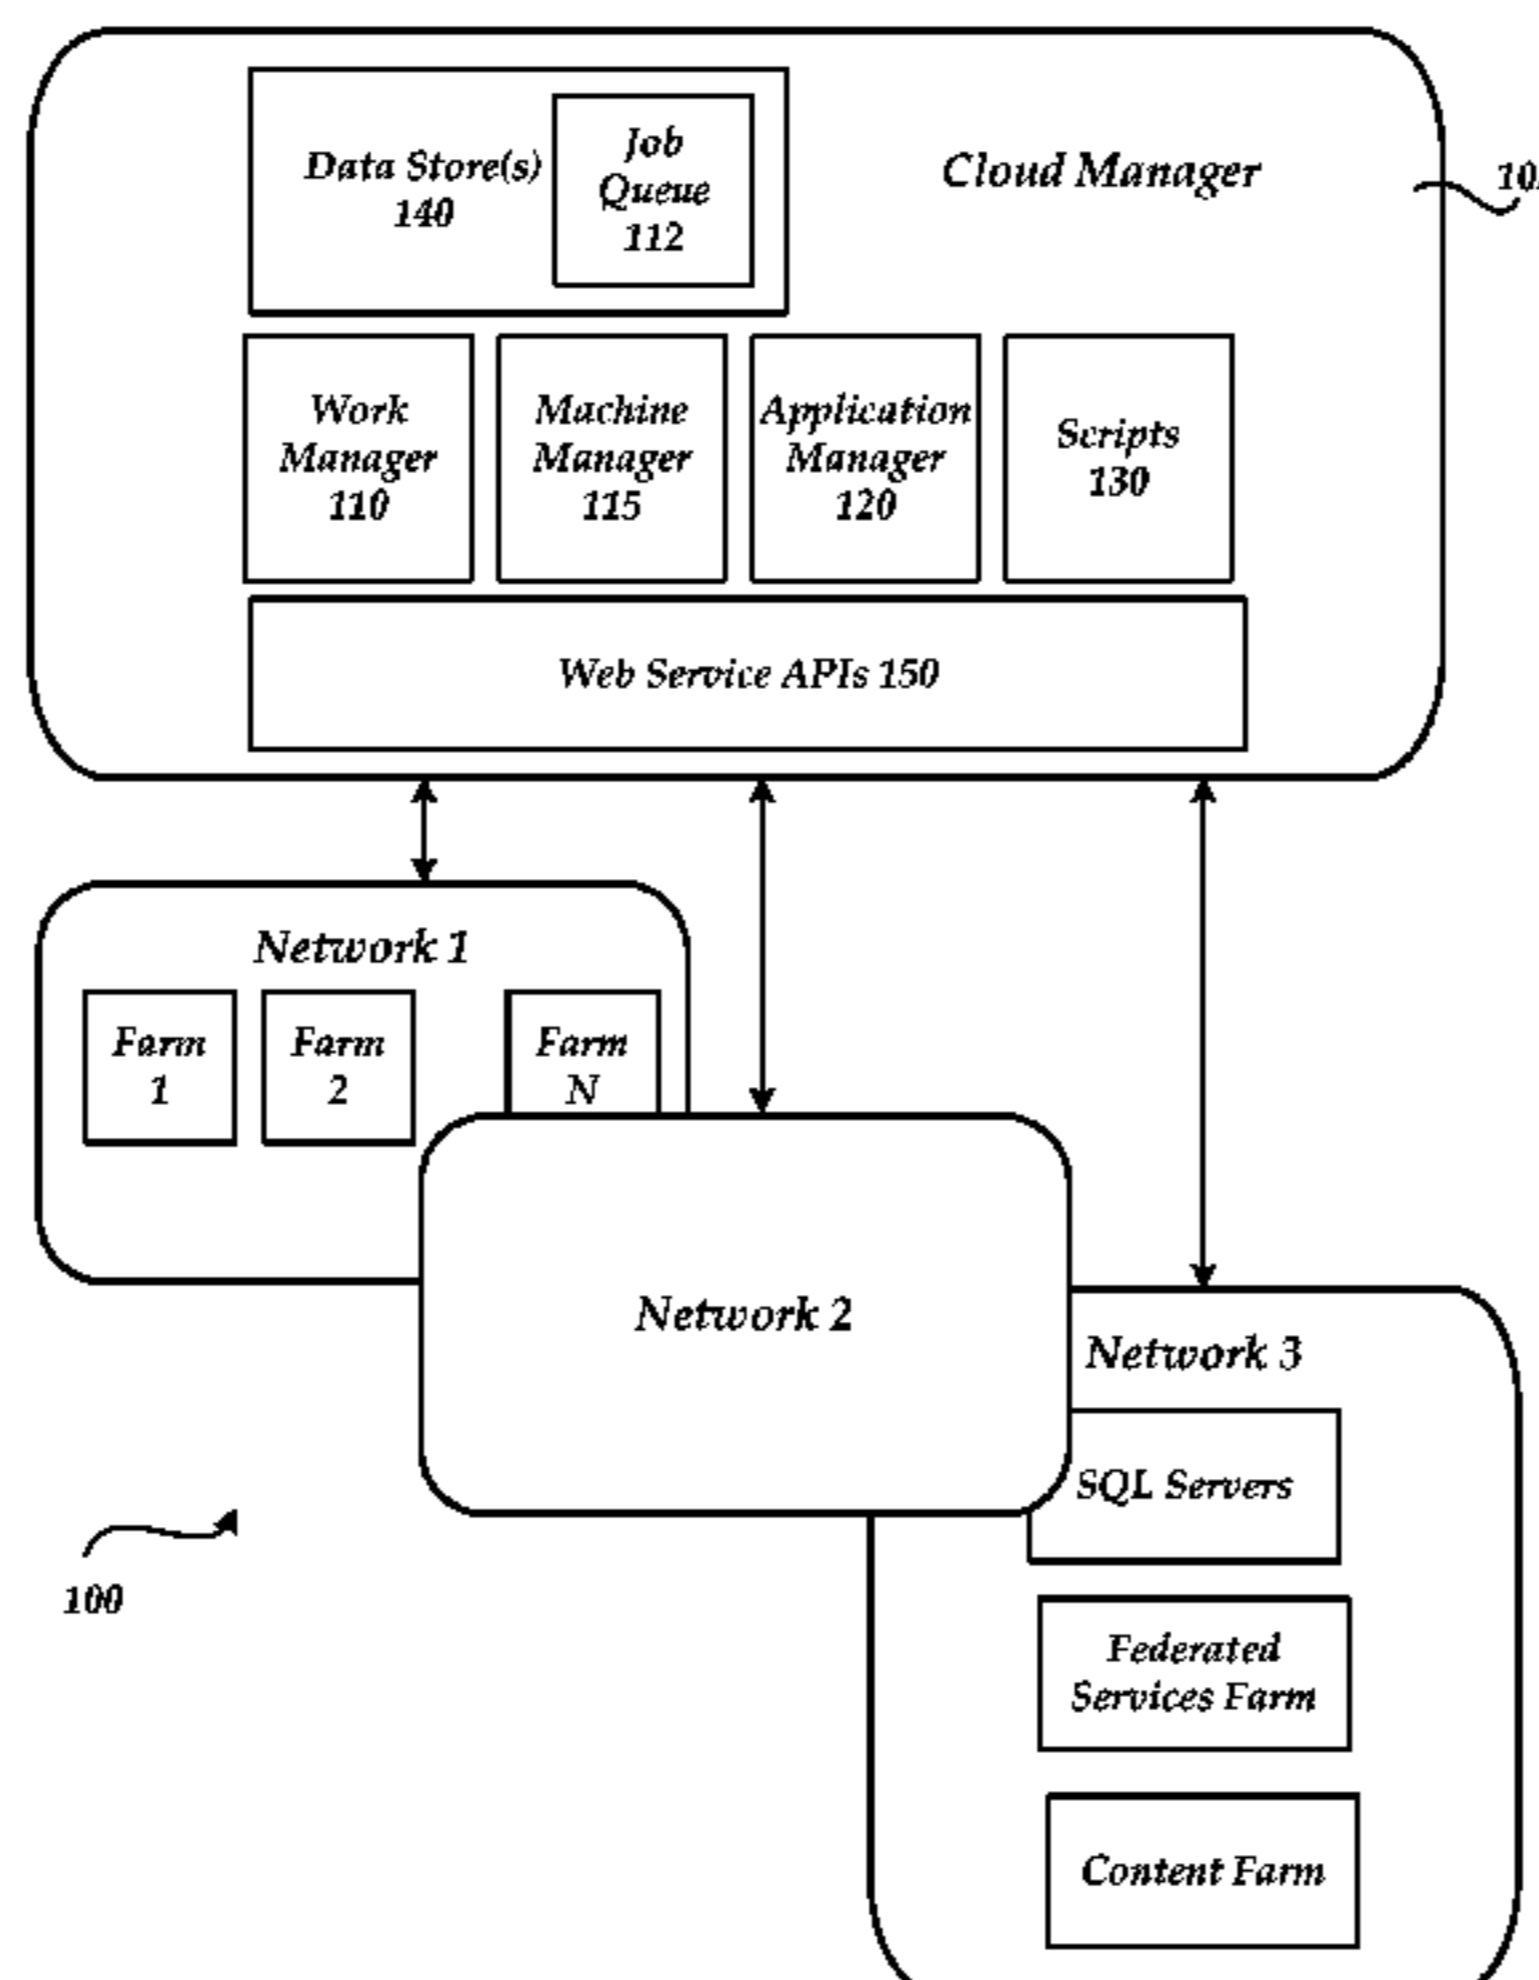 Data Store(s)
140
Job
Queue
112
Cloud Manager
Work
Manager
110
Machine
Manager
115
Application
Manager
120
Scripts
130
Web Service APIs 150
Network 1
Farm
1
Farm
2
Farm
N
Network 2
Network 3
SQL Servers
Federated
Services Farm
Content Farm
100